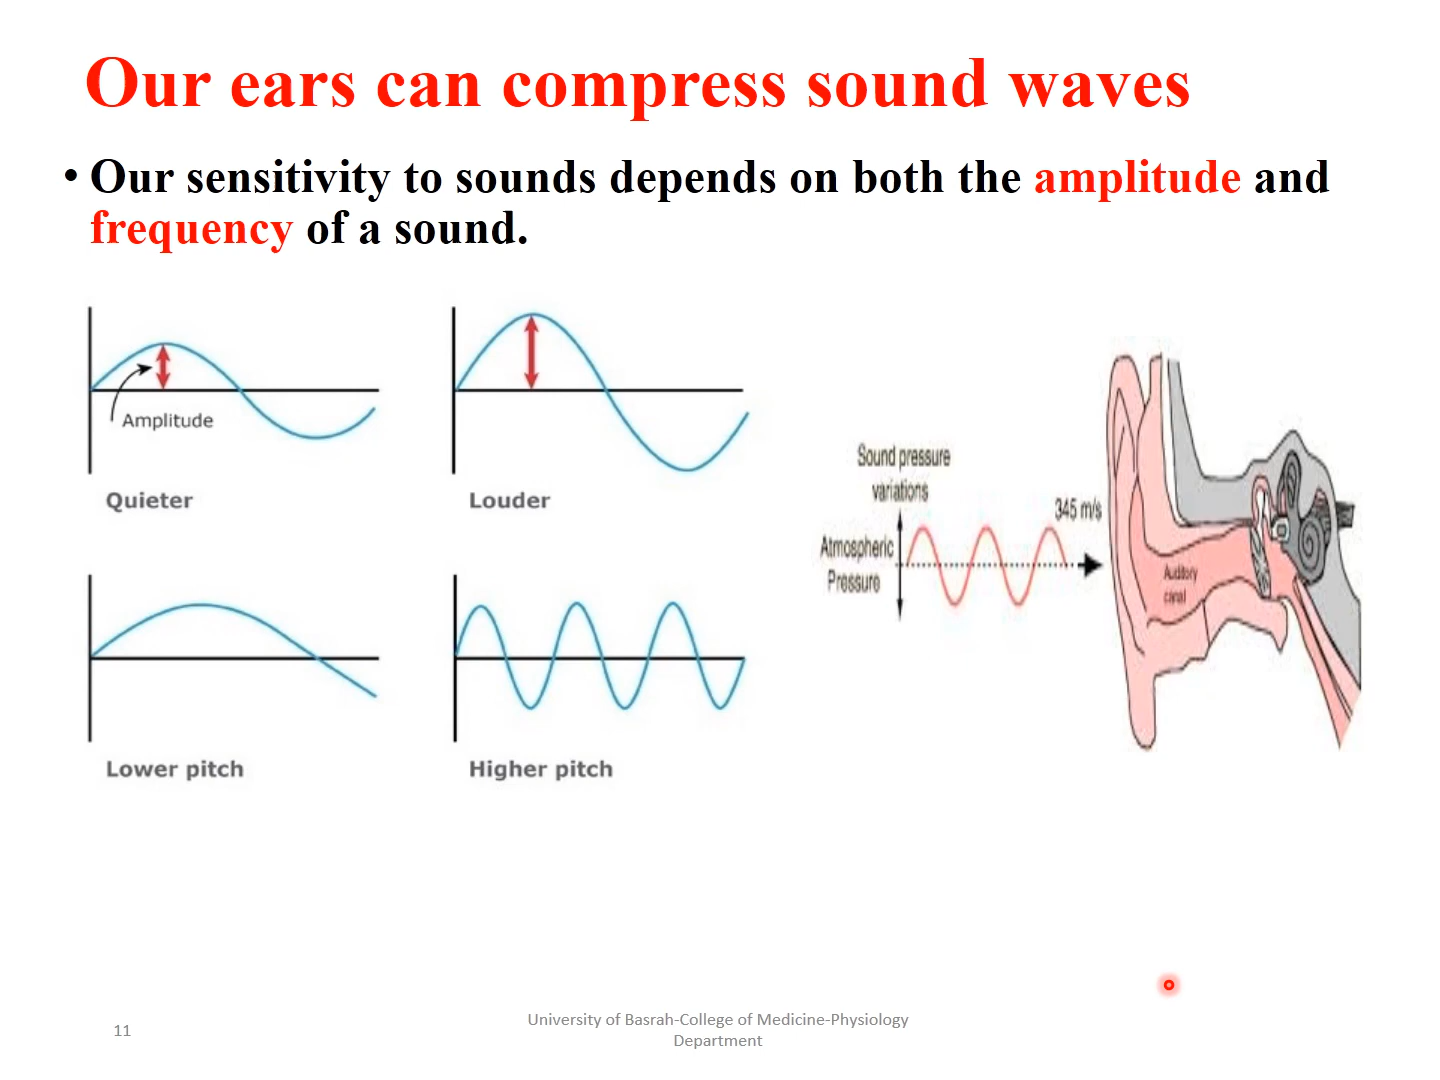 Our ears can compress sound waves
• Our sensitivity to sounds depends on both the amplitude and
frequency of a sound.
Amplitude
Quieter
Louder
Lower pitch
Higher pitch
Sound pressure
variations
345 m/s
Atmospheric
Pressure
Auditory
canal
11
University of Basrah-College of Medicine-Physiology
Department